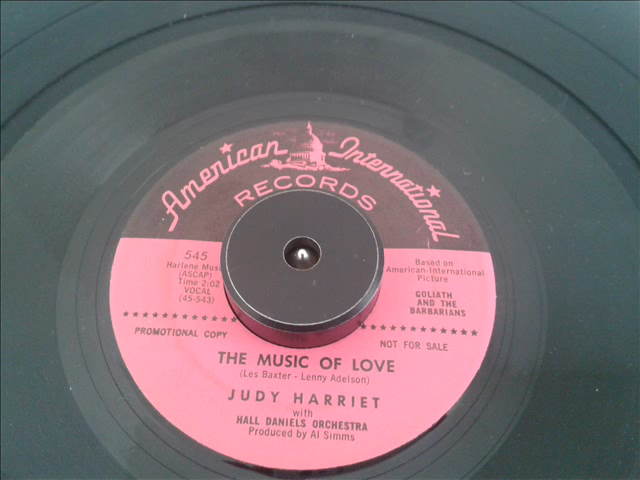 American International
RECORDS
545
Harlene Music
(ASCAP)
Time 2:02
VOCAL
(45-543)
Based on
American-International
Picture
GOLIATH
AND THE
BARBARIANS
PROMOTIONAL COPY
NOT FOR SALE
THE MUSIC OF LOVE
(Les Baxter - Lenny Adelson)
JUDY HARRIET
with
HALL DANIELS ORCHESTRA
Produced by Al Simms